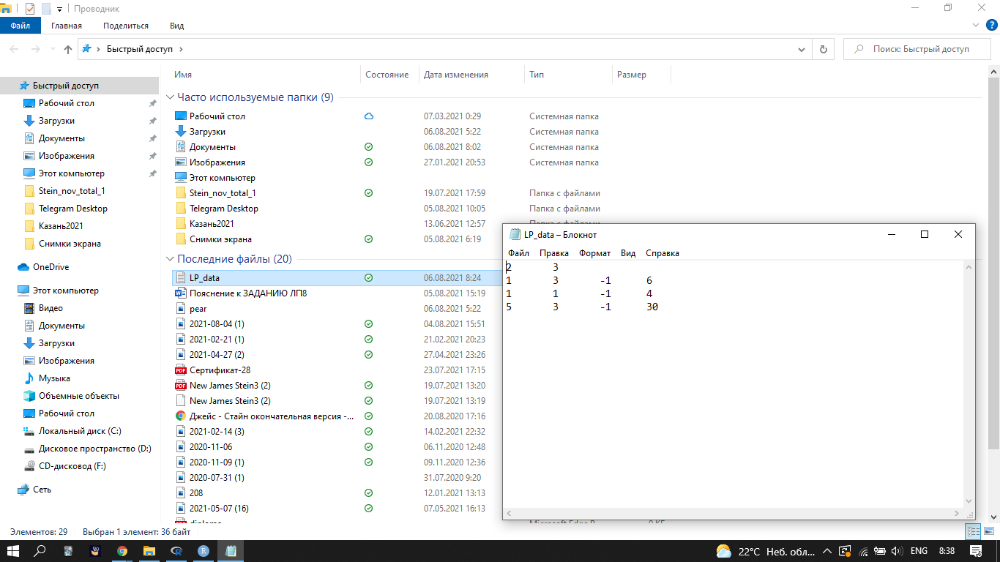 Проводник
Файл Главная Поделиться Вид
Быстрый доступ
Поиск: Быстрый доступ
Имя Состояние Дата изменения Тип Размер
Быстрый доступ
Рабочий стол
Загрузки
Документы
Изображения
Этот компьютер
Stein_nov_total_1
Telegram Desktop
Казань2021
Снимки экрана
OneDrive
Этот компьютер
Видео
Документы
Загрузки
Изображения
Музыка
Объемные объекты
Рабочий стол
Локальный диск (C:)
Дисковое пространство (D:)
CD-дисковод (F:)
Сеть
Часто используемые папки (9)
Рабочий стол 07.03.2021 0:29 Системная папка
Загрузки 06.08.2021 5:22 Системная папка
Документы 06.08.2021 8:02 Системная папка
Изображения 27.01.2021 20:53 Системная папка
Этот компьютер
Stein_nov_total_1 19.07.2021 17:59 Папка с файлами
Telegram Desktop 05.08.2021 10:05 Папка с файлами
Казань2021 13.06.2021 12:57 Папка с файлами
Снимки экрана 05.08.2021 6:19
Последние файлы (20)
LP_data 06.08.2021 8:24
Пояснение к ЗАДАНИЮ ЛП8 05.08.2021 15:19
pear 06.08.2021 5:22
2021-08-04 (1) 04.08.2021 15:51
2021-02-21 (1) 21.02.2021 20:23
2021-04-27 (2) 27.04.2021 23:26
Сертификат-28 23.07.2021 17:15
New James Stein3 (2) 19.07.2021 13:20
New James Stein3 (2) 19.07.2021 13:19
Джейс - Стайн окончательная версия -... 20.08.2020 17:16
2021-02-14 (3) 14.02.2021 22:32
2020-11-06 06.11.2020 12:48
2020-11-09 (1) 09.11.2020 12:36
2020-07-31 (1) 31.07.2020 9:20
208 12.01.2021 13:13
2021-05-07 (16) 07.05.2021 16:13
LP_data – Блокнот
Файл Правка Формат Вид Справка
2 3
1 3 -1 6
1 1 -1 4
5 3 -1 30
Элементов: 29 Выбран 1 элемент: 36 байт
22°C Неб. обл... ENG 8:38